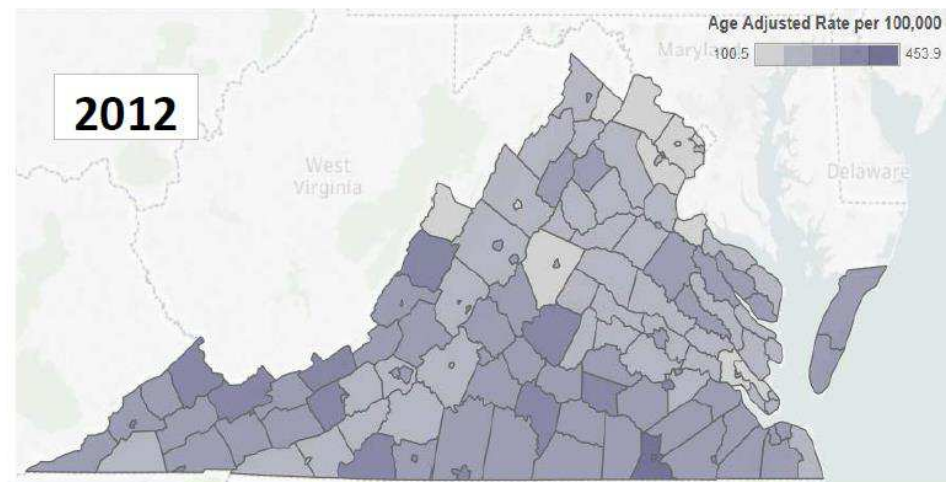 Age Adjusted Rate per 100,000
Maryland
100.5
453.9
2012
West
Virginia
Delaware